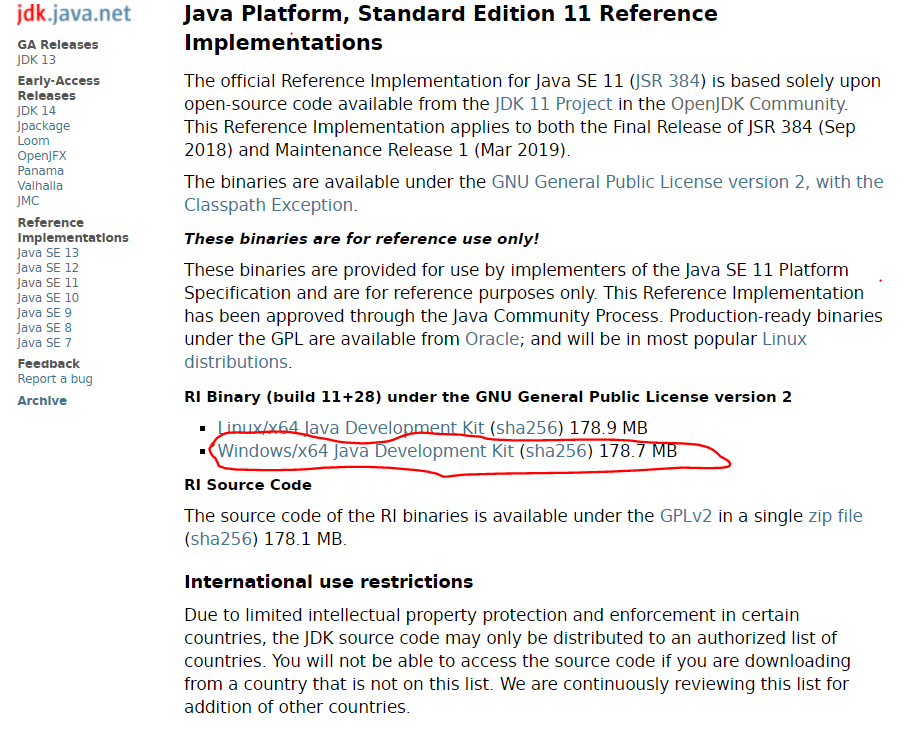 jdk.java.net
GA Releases
JDK 13
Early-Access
Releases
JDK 14
Jpackage
Loom
OpenJFX
Panama
Valhalla
JMC
Reference
Implementations
Java SE 13
Java SE 12
Java SE 11
Java SE 10
Java SE 9
Java SE 8
Java SE 7
Feedback
Report a bug
Archive
Java Platform, Standard Edition 11 Reference
Implementations
The official Reference Implementation for Java SE 11 (JSR 384) is based solely upon
open-source code available from the JDK 11 Project in the OpenJDK Community.
This Reference Implementation applies to both the Final Release of JSR 384 (Sep
2018) and Maintenance Release 1 (Mar 2019).
The binaries are available under the GNU General Public License version 2, with the
Classpath Exception.
These binaries are for reference use only!
These binaries are provided for use by implementers of the Java SE 11 Platform
Specification and are for reference purposes only. This Reference Implementation
has been approved through the Java Community Process. Production-ready binaries
under the GPL are available from Oracle; and will be in most popular Linux
distributions.
RI Binary (build 11+28) under the GNU General Public License version 2
Linux/x64 Java Development Kit (sha256) 178.9 MB
Windows/x64 Java Development Kit (sha256) 178.7 MB
RI Source Code
The source code of the RI binaries is available under the GPLv2 in a single zip file
(sha256) 178.1 MB.
International use restrictions
Due to limited intellectual property protection and enforcement in certain
countries, the JDK source code may only be distributed to an authorized list of
countries. You will not be able to access the source code if you are downloading
from a country that is not on this list. We are continuously reviewing this list for
addition of other countries.